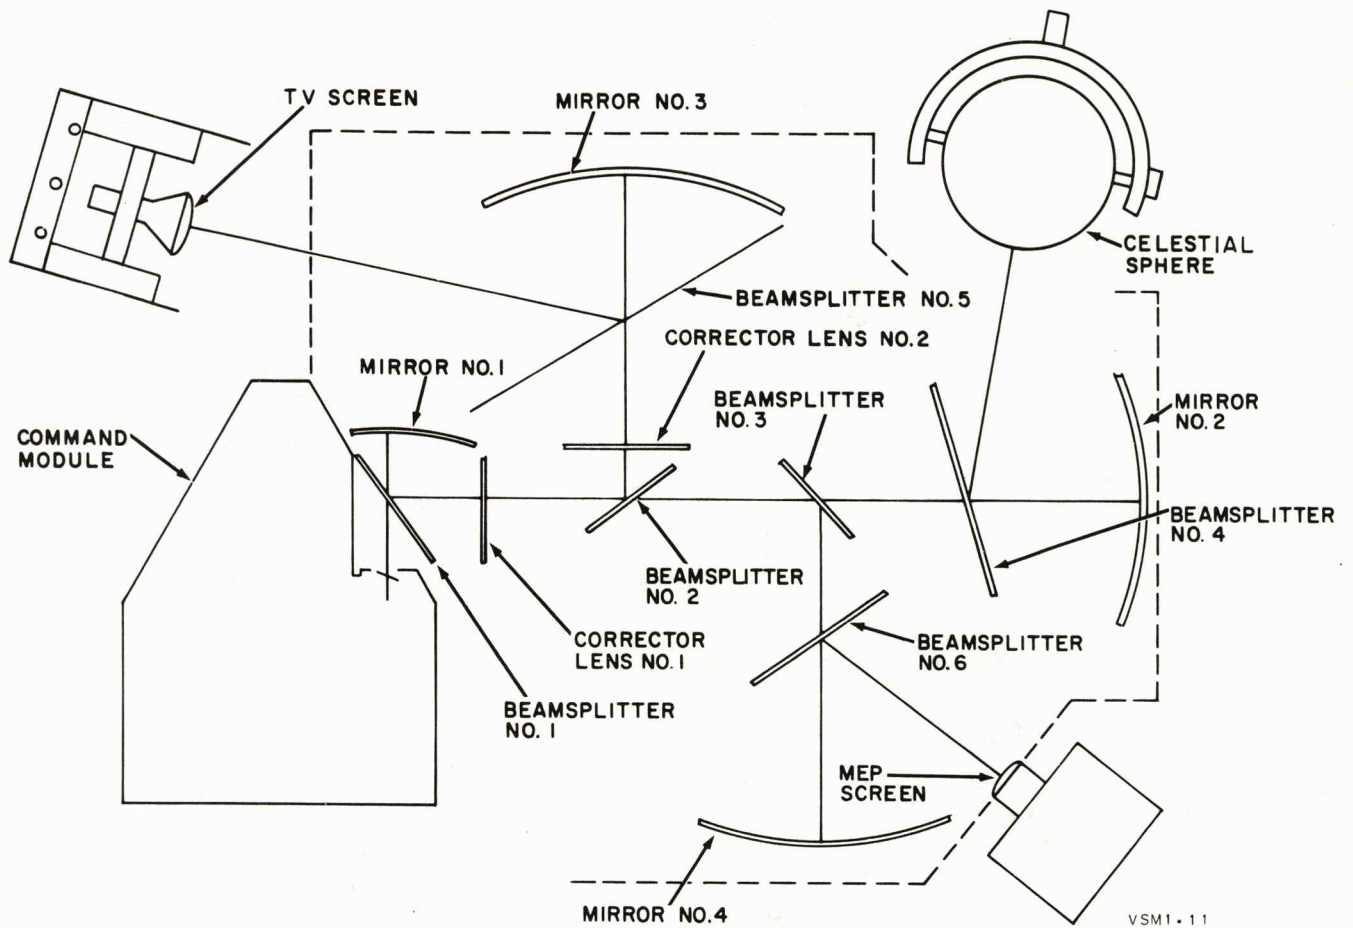 TV SCREEN
MIRROR NO.3
CELESTIAL
SPHERE
BEAMSPLITTER NO.5
CORRECTOR LENS NO.2
MIRROR NO.1
BEAMSPLITTER
NO.3
MIRROR
NO.2
COMMAND
MODULE
BEAMSPLITTER
NO.4
BEAMSPLITTER
NO. 2
CORRECTOR
LENS NO.1
BEAMSPLITTER
NO.6
BEAMSPLITTER
NO. 1
MEP
SCREEN
MIRROR NO.4
VSM1-11